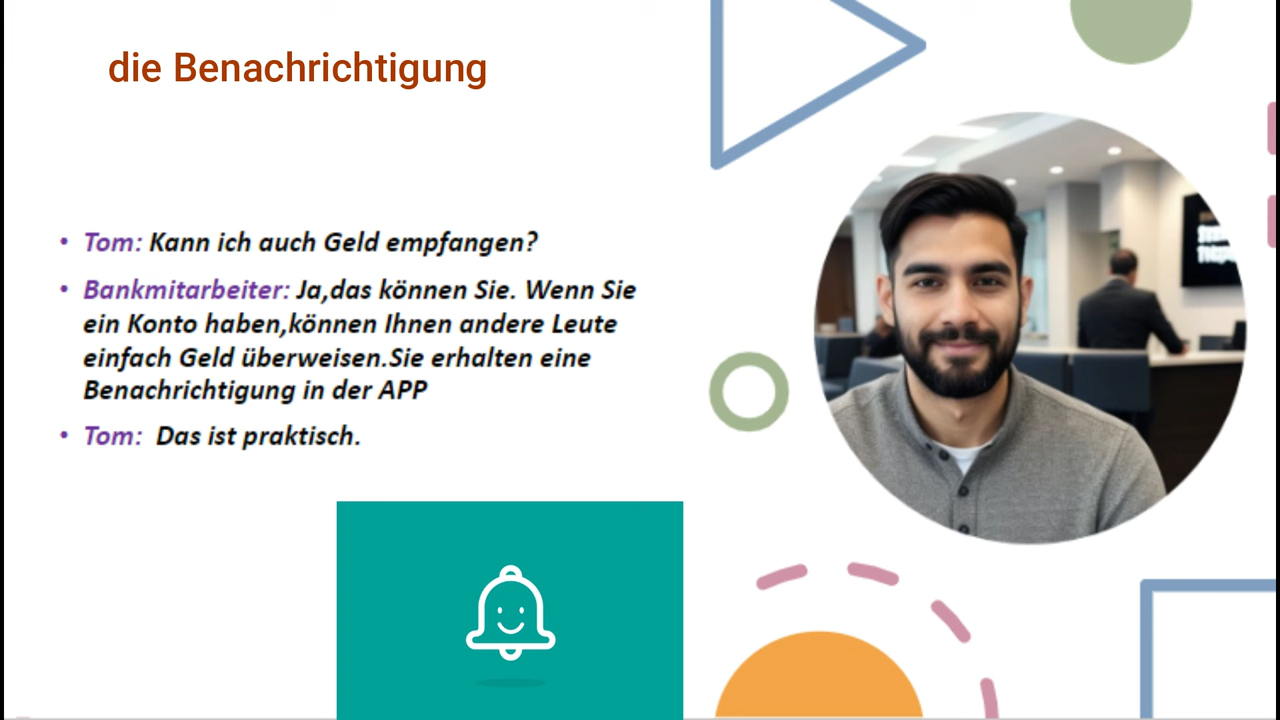 die Benachrichtigung
• Tom: Kann ich auch Geld empfangen?
• Bankmitarbeiter: Ja,das können Sie. Wenn Sie
ein Konto haben,können Ihnen andere Leute
einfach Geld überweisen.Sie erhalten eine
Benachrichtigung in der APP
• Tom: Das ist praktisch.